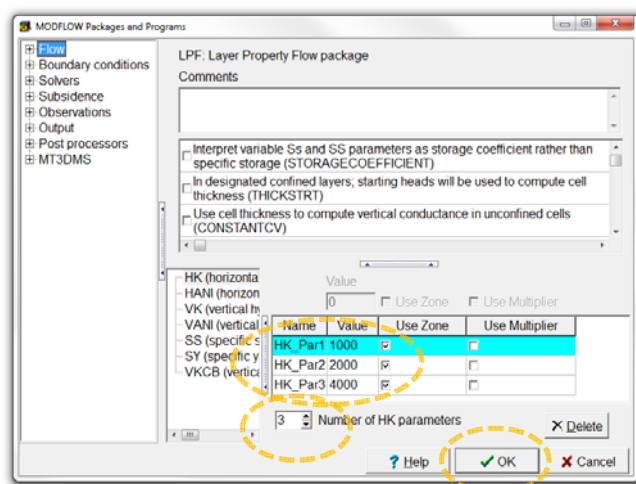 MODFLOW Packages and Programs
Flow
Boundary conditions
Solvers
Subsidence
Observations
Output
Post processors
MT3DMS
LPF: Layer Property Flow package
Comments
Interpret variable Ss and SS parameters as storage coefficient rather than
specific storage (STORAGECOEFFICIENT)
In designated confined layers; starting heads will be used to compute cell
thickness (THICKSTRT)
Use cell thickness to compute vertical conductance in unconfined cells
(CONSTANTCV)
HK (horizonta
HANI (horizon
VK (vertical hy
VANI (vertical
SS (specific s
SY (specific y
VKCB (vertica
Value
0 Use Zone Use Multiplier
Name Value Use Zone Use Multiplier
HK_Par1 1000
HK_Par2 2000
HK_Par3 4000
3 Number of HK parameters
Delete
Help OK Cancel